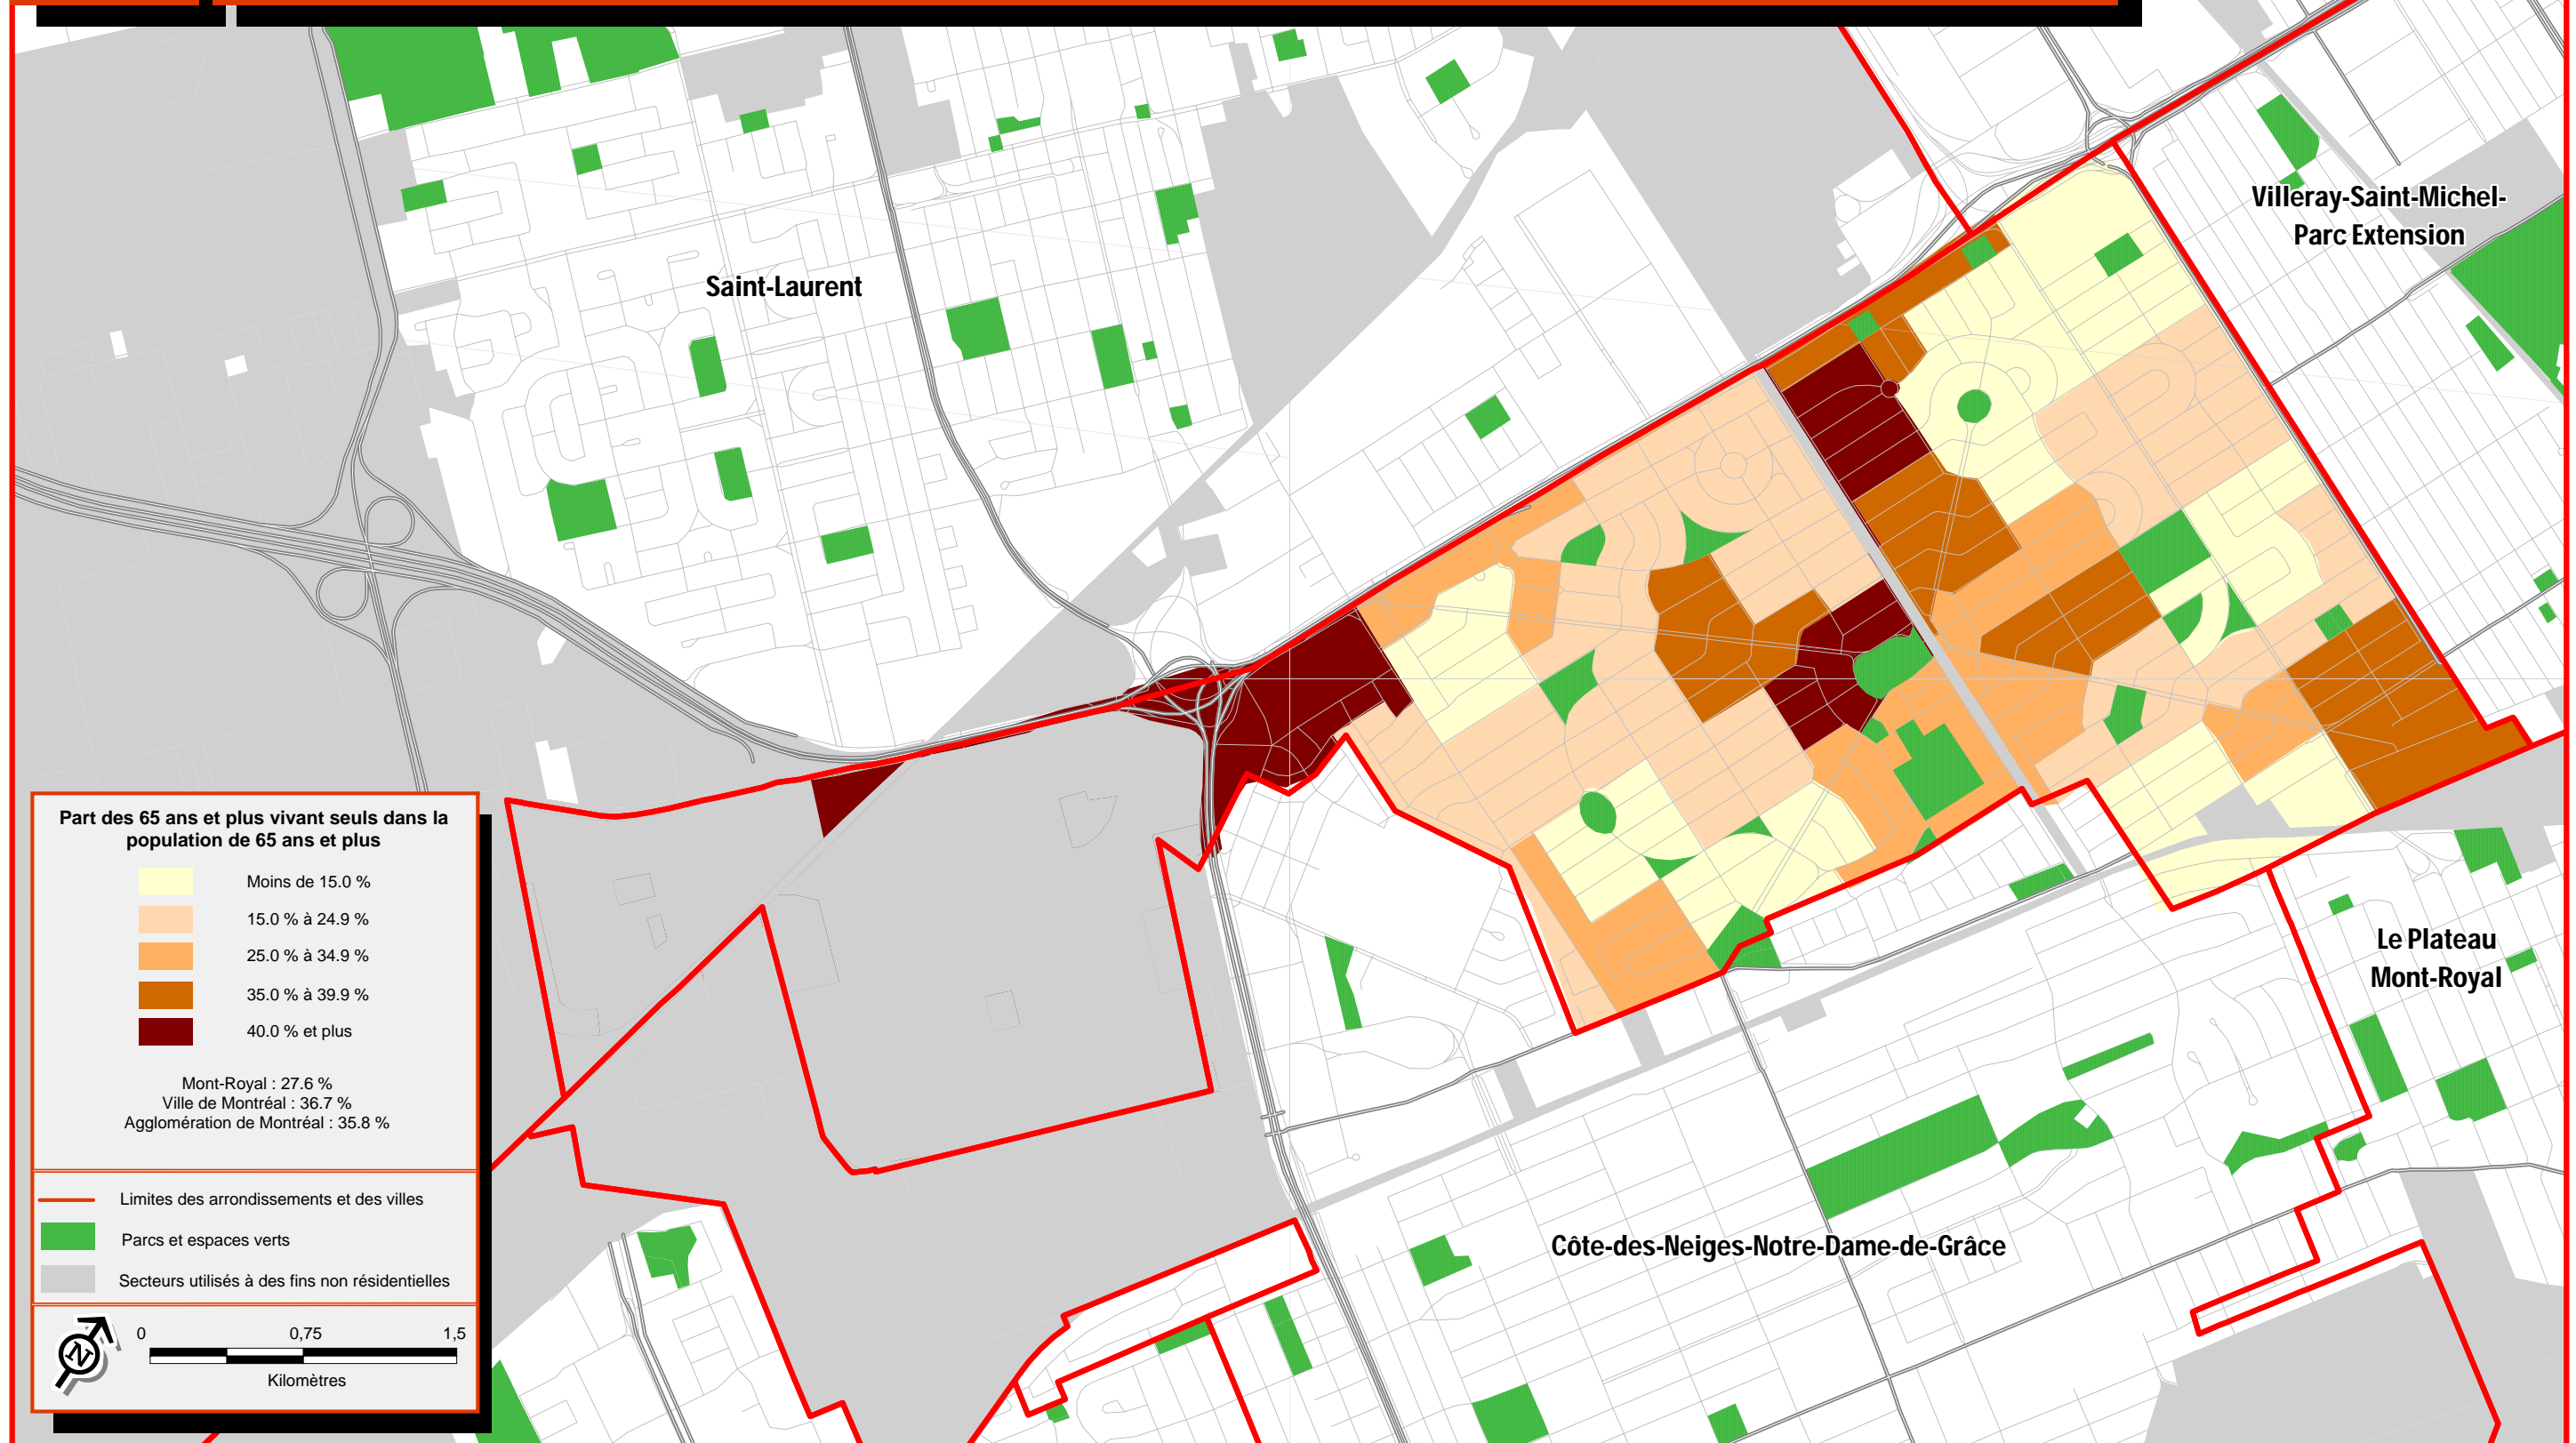 Villeray-Saint-Michel-
Parc Extension
Saint-Laurent
Le Plateau
Mont-Royal
Côte-des-Neiges-Notre-Dame-de-Grâce
Part des 65 ans et plus vivant seuls dans la
population de 65 ans et plus
Moins de 15.0 %
15.0 % à 24.9 %
25.0 % à 34.9 %
35.0 % à 39.9 %
40.0 % et plus
Mont-Royal : 27.6 %
Ville de Montréal : 36.7 %
Agglomération de Montréal : 35.8 %
Limites des arrondissements et des villes
Parcs et espaces verts
Secteurs utilisés à des fins non résidentielles
N
0 0,75 1,5
Kilomètres